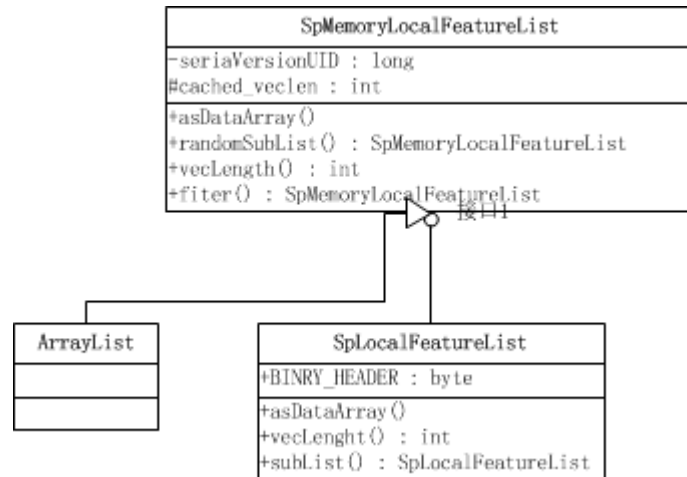 SpMemoryLocalFeatureList
-seriaVersionUID : long
#cached_veclen : int
+asDataArray()
+randomSubList() : SpMemoryLocalFeatureList
+vecLength() : int
+fiter() : SpMemoryLocalFeatureList
接口1
ArrayList
SpLocalFeatureList
+BINRY_HEADER : byte
+asDataArray()
+vecLenght() : int
+subList() : SpLocalFeatureList